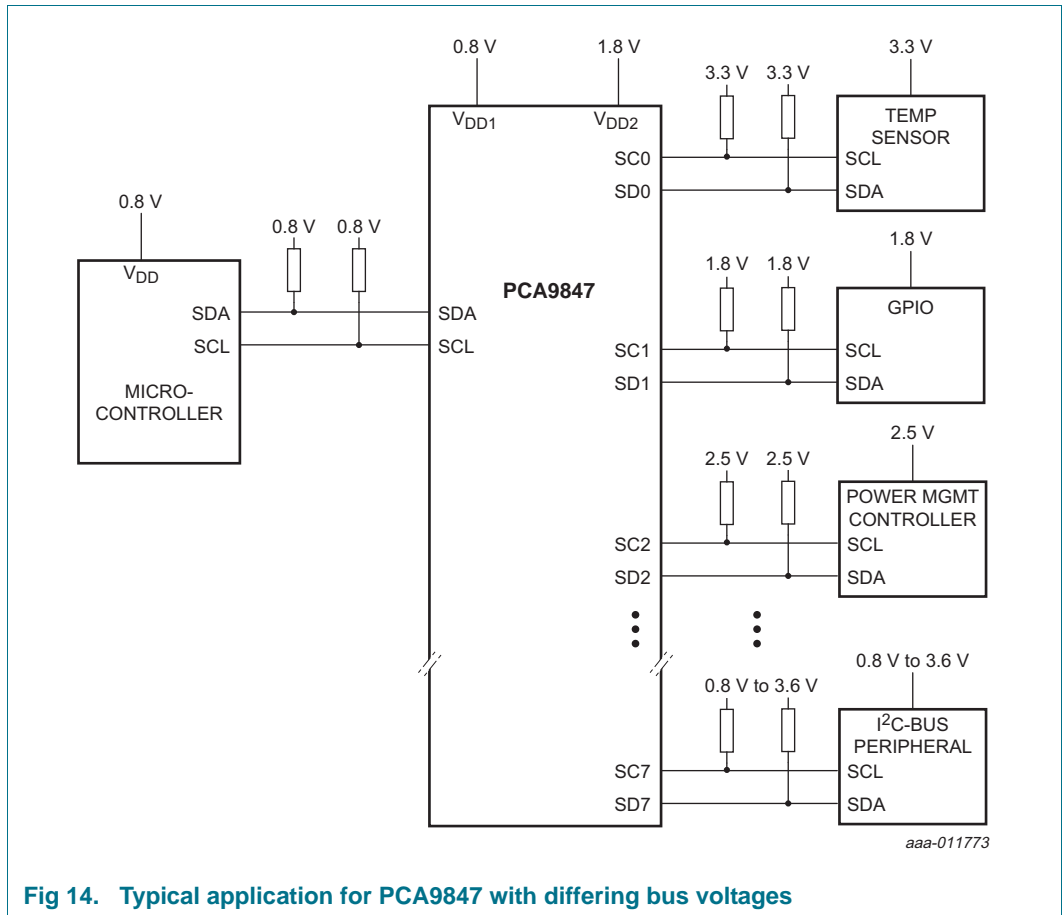 0.8 V
1.8 V
3.3 V 3.3 V
3.3 V
VDD1
VDD2
TEMP
SENSOR
SC0
SCL
SD0
SDA
0.8 V
0.8 V 0.8 V
VDD
1.8 V
1.8 V 1.8 V
PCA9847
GPIO
SDA
SDA
SCL
SCL
SC1
SCL
SD1
SDA
MICRO-
CONTROLLER
2.5 V
2.5 V 2.5 V
POWER MGMT
CONTROLLER
SC2
SCL
SD2
SDA
0.8 V to 3.6 V
0.8 V to 3.6 V
I2C-BUS
PERIPHERAL
SC7
SCL
SD7
SDA
aaa-011773
Fig 14. Typical application for PCA9847 with differing bus voltages